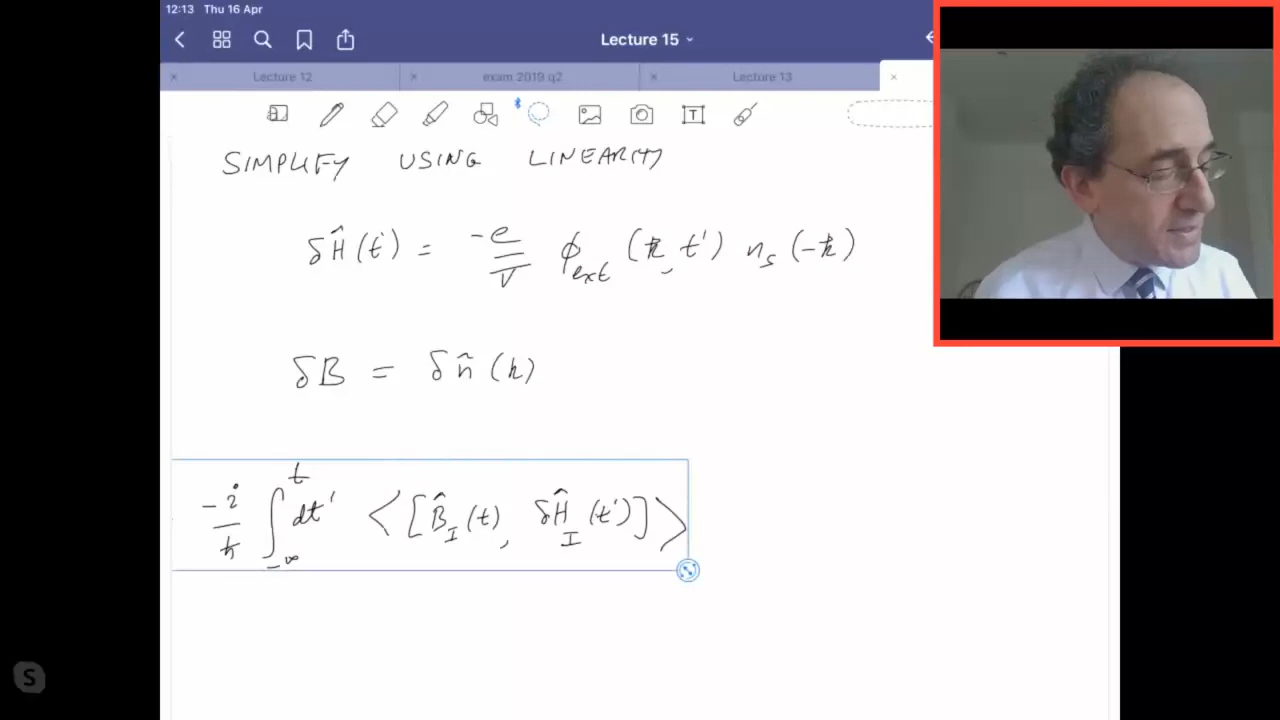 12:13 Thu 16 Apr
Lecture 15
Lecture 12 exam 2019 q2 Lecture 13
T
SIMPLIFY USING LINEARITY
δĤ(t') = -e/V ϕ_ext (k, t') n_s (-k)
δB = δn̂(k)
-i/ħ ∫_{-∞}^{t} dt' < [B̂_I(t), δĤ_I(t')] >
S